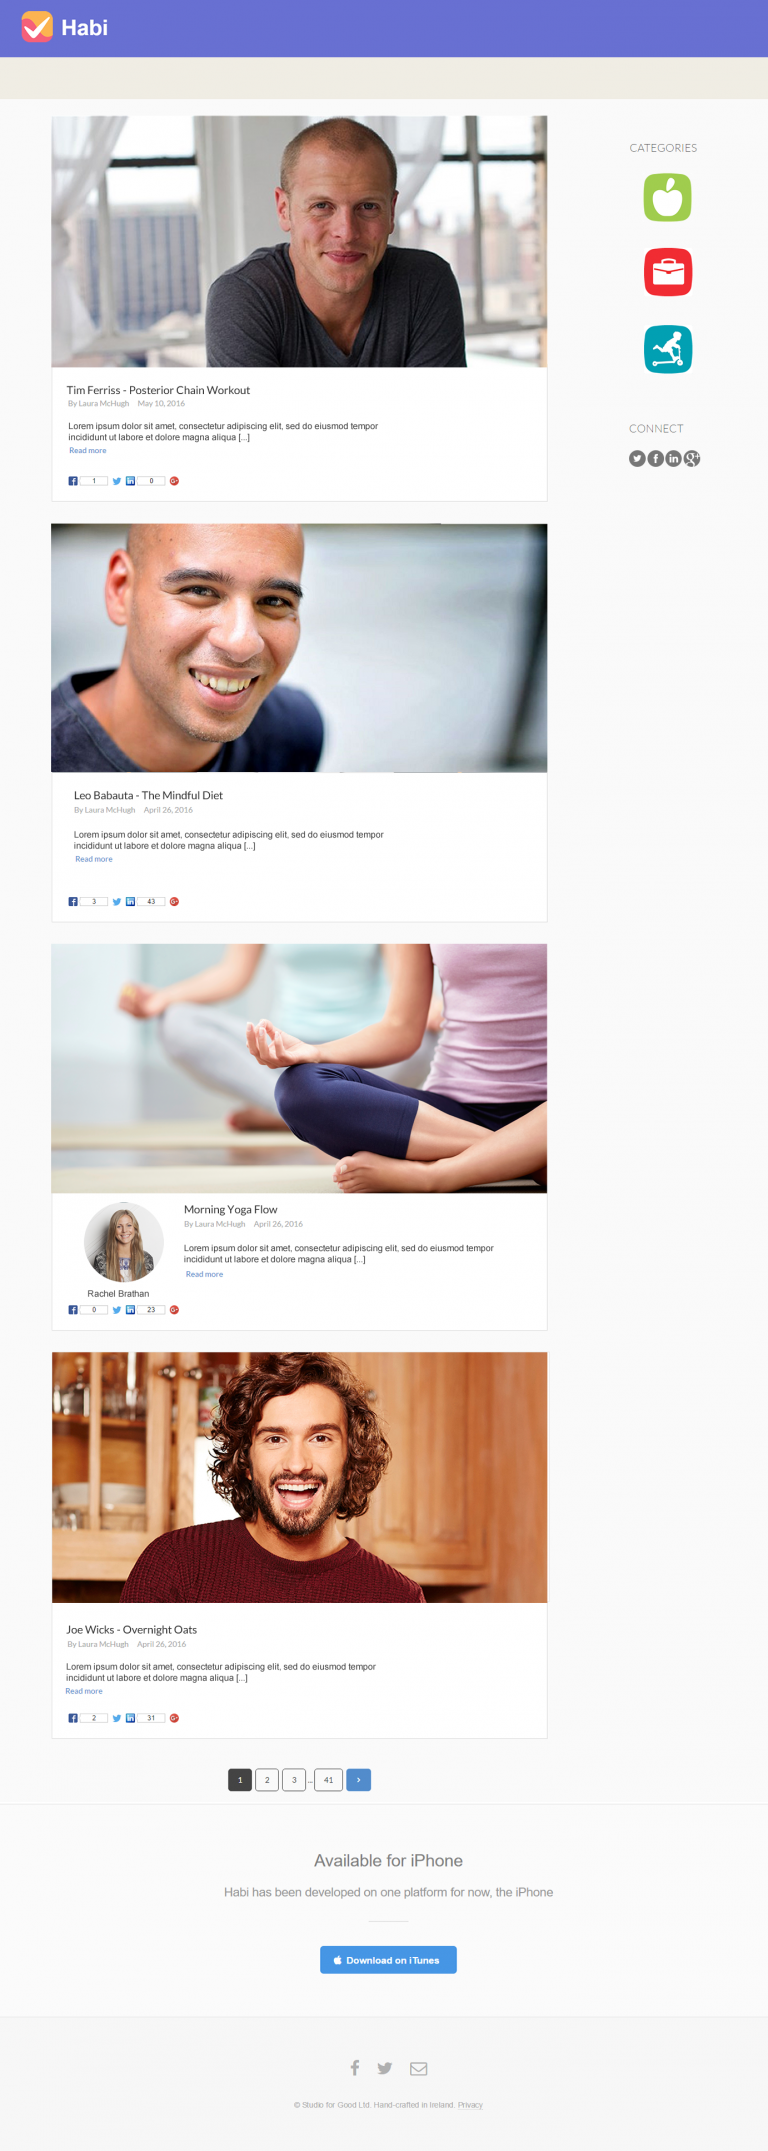 Habi
CATEGORIES
CONNECT
Tim Ferriss - Posterior Chain Workout
By Laura McHugh May 10, 2016
Lorem ipsum dolor sit amet, consectetur adipiscing elit, sed do eiusmod tempor
incididunt ut labore et dolore magna aliqua [...]
Read more
1 0
Leo Babauta - The Mindful Diet
By Laura McHugh April 26, 2016
Lorem ipsum dolor sit amet, consectetur adipiscing elit, sed do eiusmod tempor
incididunt ut labore et dolore magna aliqua [...]
Read more
3 43
Morning Yoga Flow
By Laura McHugh April 26, 2016
Lorem ipsum dolor sit amet, consectetur adipiscing elit, sed do eiusmod tempor
incididunt ut labore et dolore magna aliqua [...]
Read more
Rachel Brathan
0 23
Joe Wicks - Overnight Oats
By Laura McHugh April 26, 2016
Lorem ipsum dolor sit amet, consectetur adipiscing elit, sed do eiusmod tempor
incididunt ut labore et dolore magna aliqua [...]
Read more
2 31
1 2 3 ... 41 ›
Available for iPhone
Habi has been developed on one platform for now, the iPhone
Download on iTunes
© Studio for Good Ltd. Hand-crafted in Ireland. Privacy